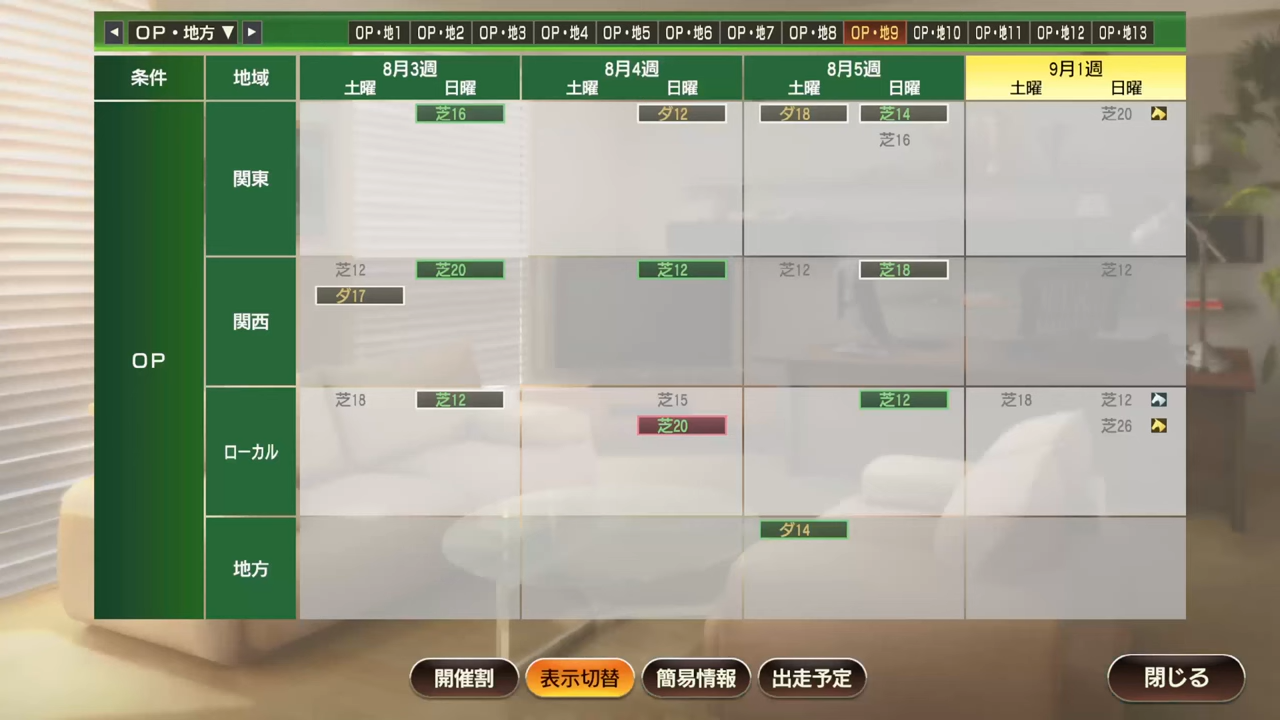 ◀ OP・地方▼ ▶ OP・地1 OP・地2 OP・地3 OP・地4 OP・地5 OP・地6 OP・地7 OP・地8 OP・地9 OP・地10 OP・地11 OP・地12 OP・地13
条件 地域 8月3週 8月4週 8月5週 9月1週
土曜 日曜 土曜 日曜 土曜 日曜 土曜 日曜
OP
関東
芝16 ダ12 ダ18 芝14 芝20
芝16
関西
芝12 芝20 芝12 芝12 芝18 芝12
ダ17
ローカル
芝18 芝12 芝15 芝12 芝18 芝12
芝20 芝26
地方
ダ14
開催割 表示切替 簡易情報 出走予定 閉じる